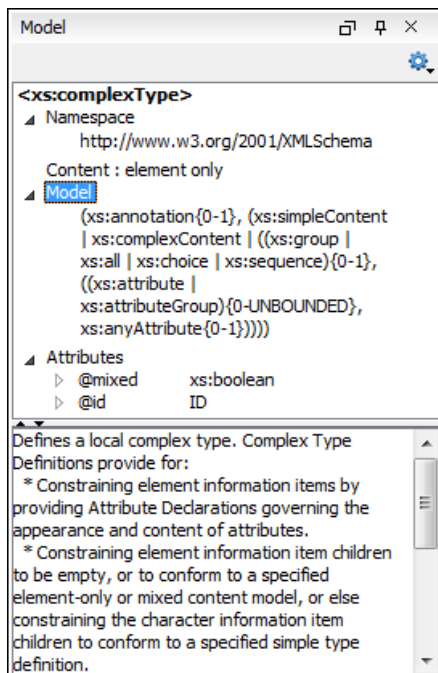 Model
<xs:complexType>
Namespace
http://www.w3.org/2001/XMLSchema
Content : element only
Model
(xs:annotation{0-1}, (xs:simpleContent
| xs:complexContent | ((xs:group |
xs:all | xs:choice | xs:sequence){0-1},
((xs:attribute |
xs:attributeGroup){0-UNBOUNDED},
xs:anyAttribute{0-1}))))
Attributes
@mixed xs:boolean
@id ID
Defines a local complex type. Complex Type
Definitions provide for:
* Constraining element information items by
providing Attribute Declarations governing the
appearance and content of attributes.
* Constraining element information item children
to be empty, or to conform to a specified
element-only or mixed content model, or else
constraining the character information item
children to conform to a specified simple type
definition.